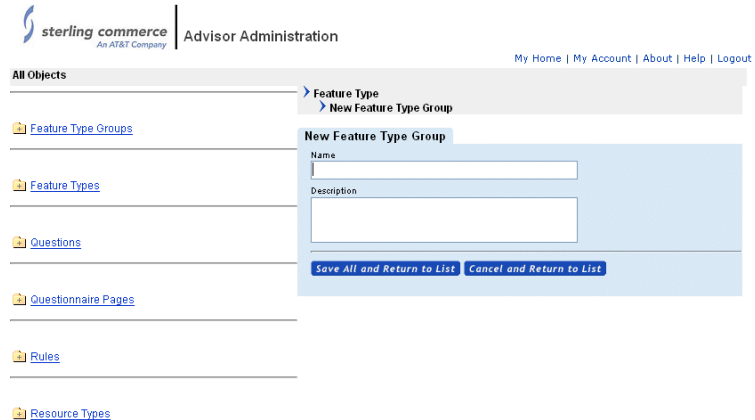 sterling commerce
An AT&T Company
Advisor Administration
My Home | My Account | About | Help | Logout
All Objects
Feature Type
New Feature Type Group
Feature Type Groups
Feature Types
Questions
Questionnaire Pages
Rules
Resource Types
New Feature Type Group
Name
Description
Save All and Return to List Cancel and Return to List